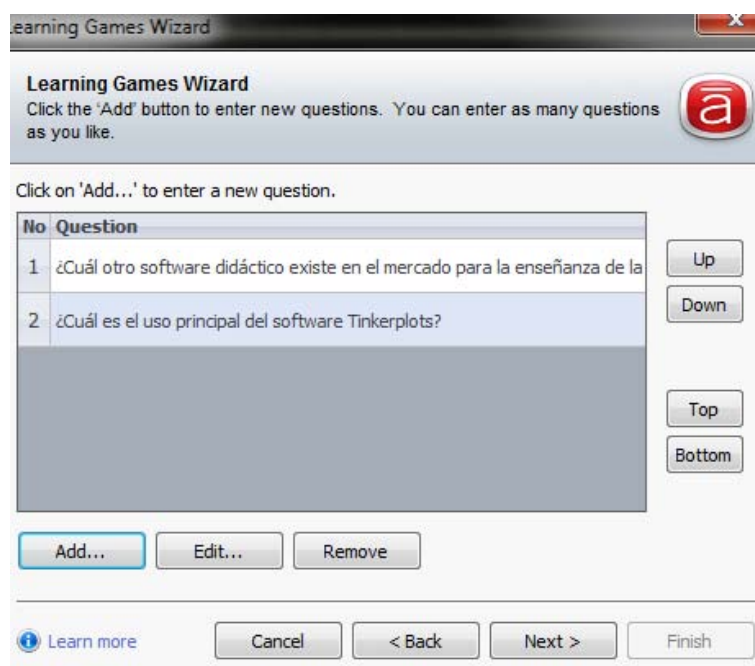 earning Games Wizard
Learning Games Wizard
Click the 'Add' button to enter new questions. You can enter as many questions
as you like.
ā
Click on 'Add...' to enter a new question.
No Question
1 ¿Cuál otro software didáctico existe en el mercado para la enseñanza de la
2 ¿Cuál es el uso principal del software Tinkerplots?
Up
Down
Top
Bottom
Add... Edit... Remove
Learn more Cancel < Back Next > Finish